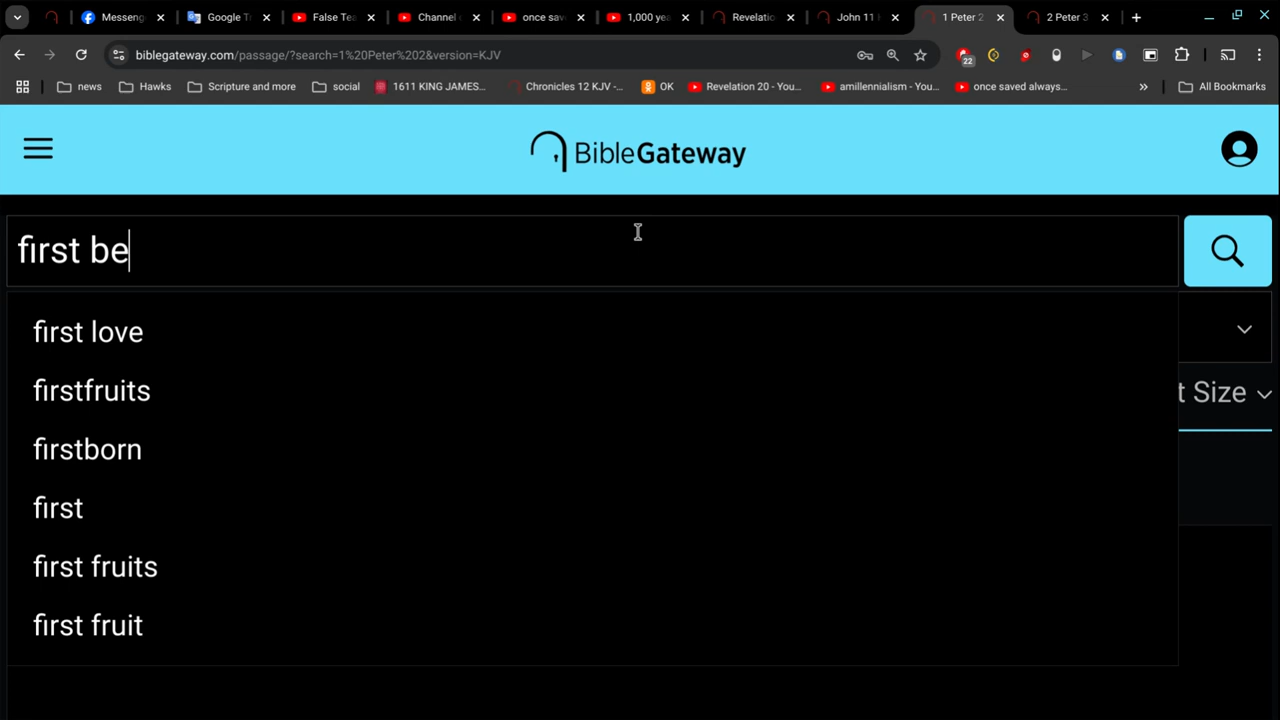 Messeng
Google T
False Tea
Channel
once sav
1,000 yea
Revelatio
John 11
1 Peter 2
2 Peter 3
biblegateway.com/passage/?search=1%20Peter%202&version=KJV
22
news
Hawks
Scripture and more
social
1611 KING JAMES...
Chronicles 12 KJV -...
OK
Revelation 20 - You...
amillennialism - You...
once saved always...
All Bookmarks
BibleGateway
first be
first love
firstfruits
t Size
firstborn
first
first fruits
first fruit